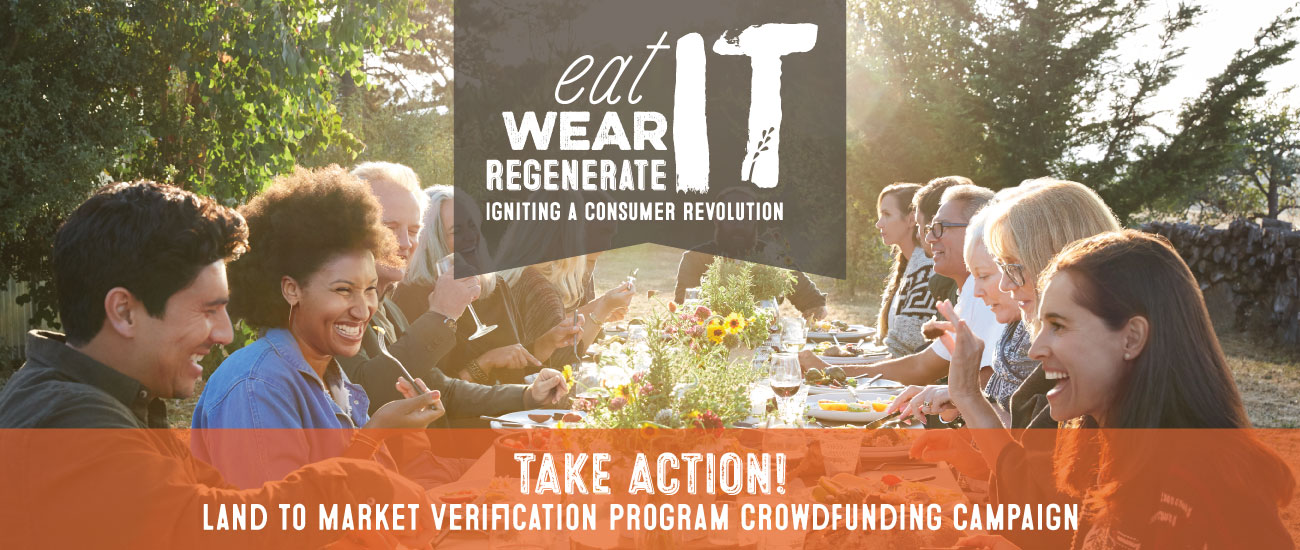 eat
WEAR IT
REGENERATE
IGNITING A CONSUMER REVOLUTION
TAKE ACTION!
LAND TO MARKET VERIFICATION PROGRAM CROWDFUNDING CAMPAIGN